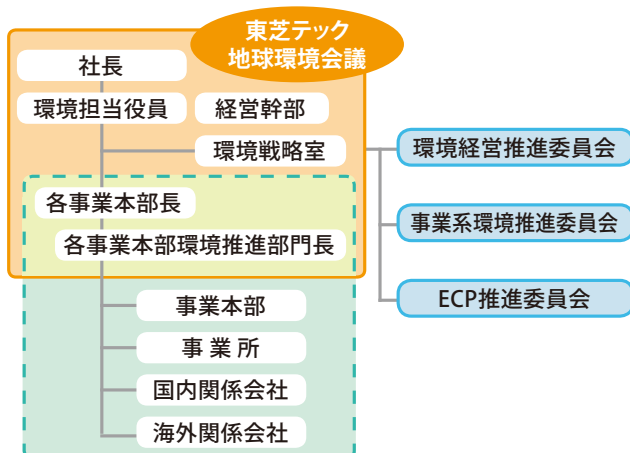 東芝テック
地球環境会議
社長
環境担当役員
経営幹部
環境戦略室
各事業本部長
各事業本部環境推進部門長
事業本部
事 業 所
国内関係会社
海外関係会社
環境経営推進委員会
事業系環境推進委員会
ECP推進委員会